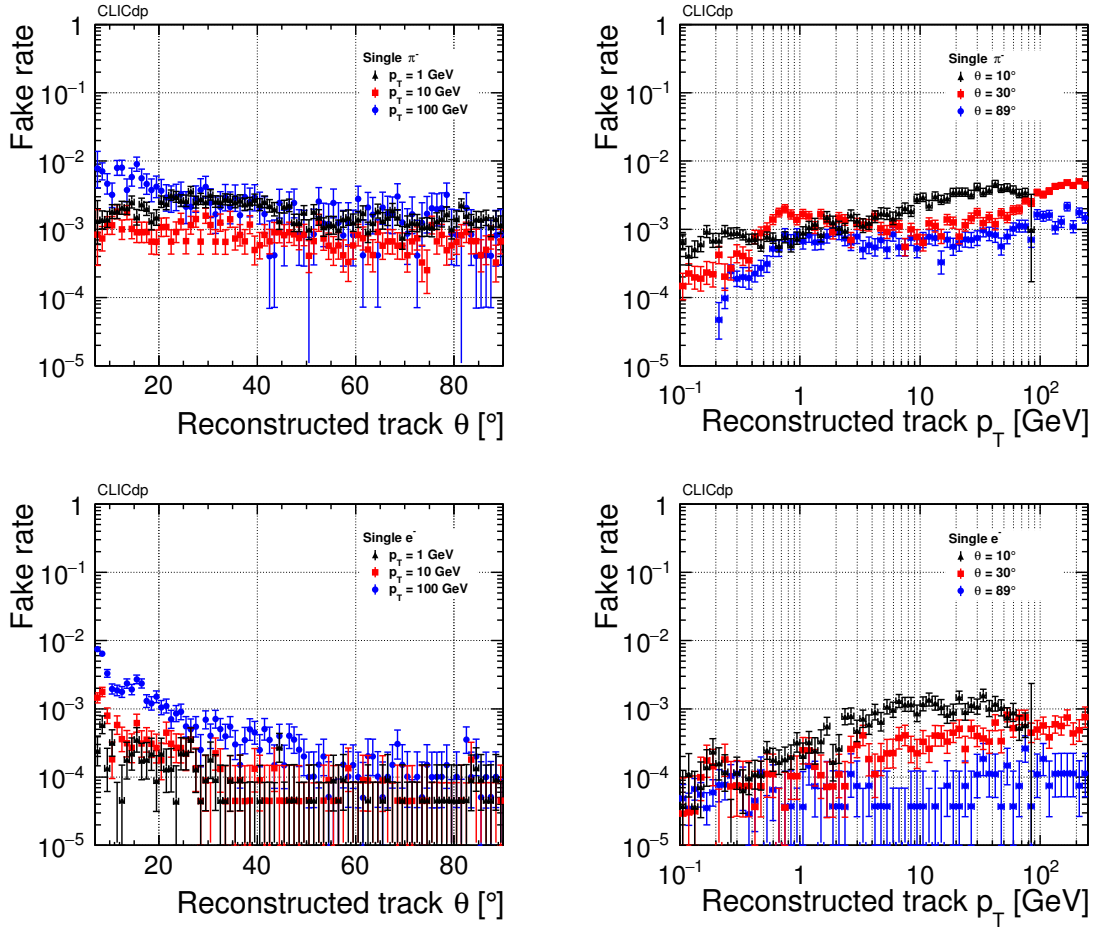 CLICdp
Fake rate
1
10⁻¹
10⁻²
10⁻³
10⁻⁴
10⁻⁵
Single π⁻
p_T = 1 GeV
p_T = 10 GeV
p_T = 100 GeV
20 40 60 80
Reconstructed track θ [°]
CLICdp
Fake rate
1
10⁻¹
10⁻²
10⁻³
10⁻⁴
10⁻⁵
Single π⁻
θ = 10°
θ = 30°
θ = 89°
10⁻¹ 1 10 10²
Reconstructed track p_T [GeV]
CLICdp
Fake rate
1
10⁻¹
10⁻²
10⁻³
10⁻⁴
10⁻⁵
Single e⁻
p_T = 1 GeV
p_T = 10 GeV
p_T = 100 GeV
20 40 60 80
Reconstructed track θ [°]
CLICdp
Fake rate
1
10⁻¹
10⁻²
10⁻³
10⁻⁴
10⁻⁵
Single e⁻
θ = 10°
θ = 30°
θ = 89°
10⁻¹ 1 10 10²
Reconstructed track p_T [GeV]